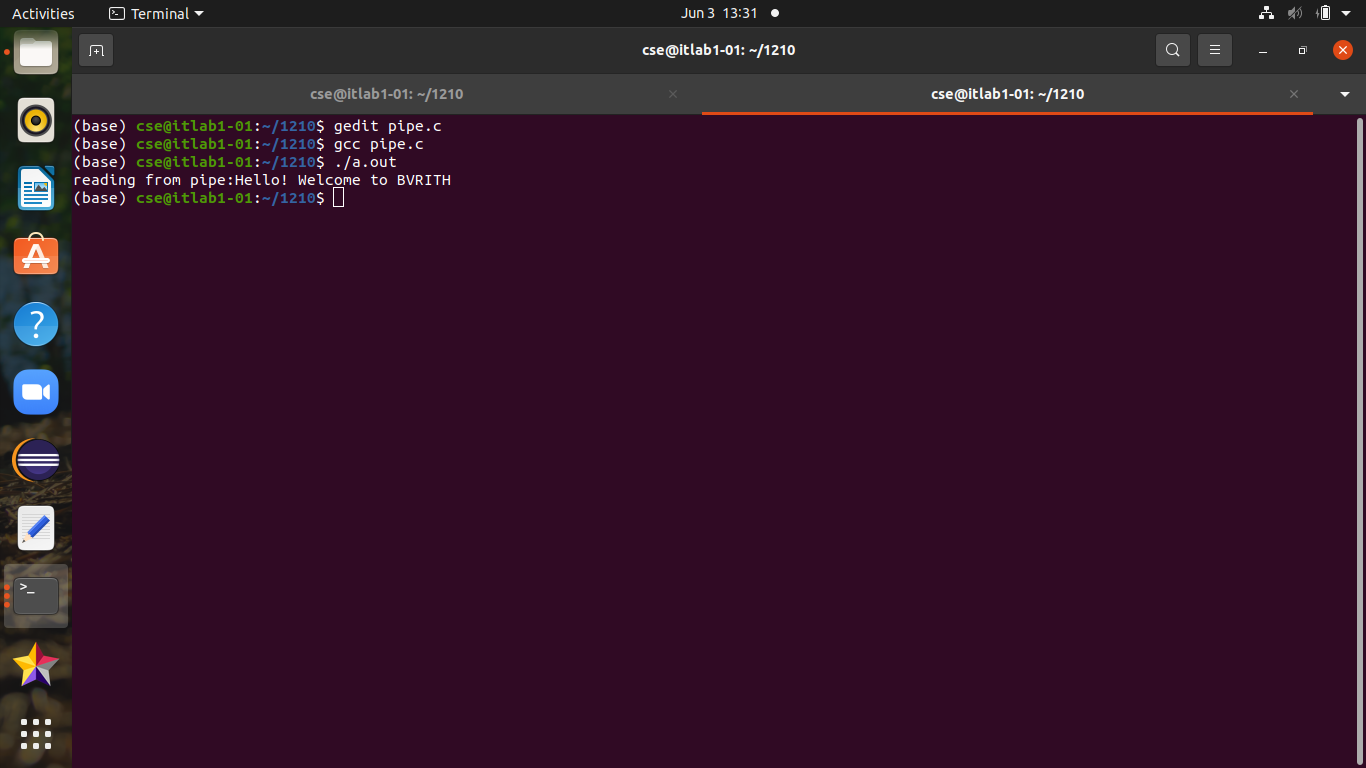 Activities Terminal Jun 3 13:31
cse@itlab1-01: ~/1210
cse@itlab1-01: ~/1210 cse@itlab1-01: ~/1210
(base) cse@itlab1-01:~/1210$ gedit pipe.c
(base) cse@itlab1-01:~/1210$ gcc pipe.c
(base) cse@itlab1-01:~/1210$ ./a.out
reading from pipe:Hello! Welcome to BVRITH
(base) cse@itlab1-01:~/1210$